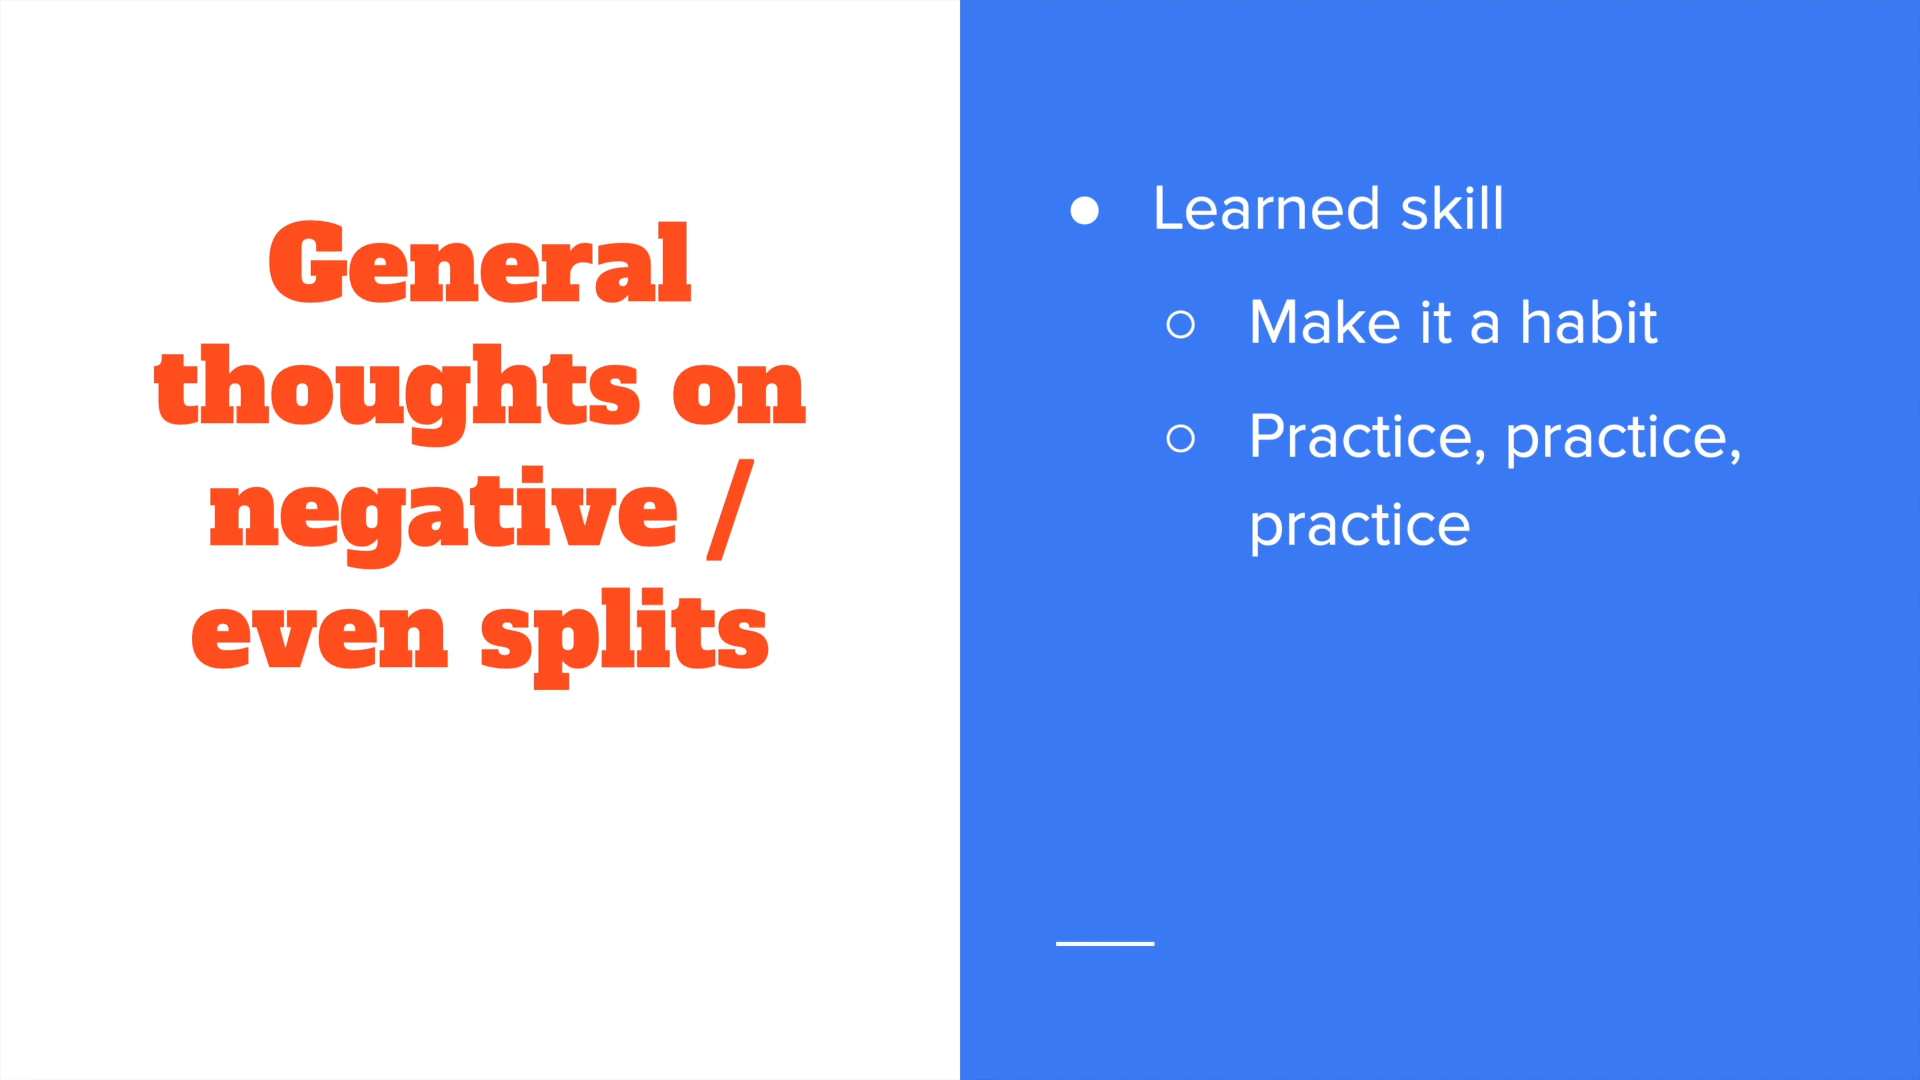 General
thoughts on
negative /
even splits
● Learned skill
○ Make it a habit
○ Practice, practice,
practice